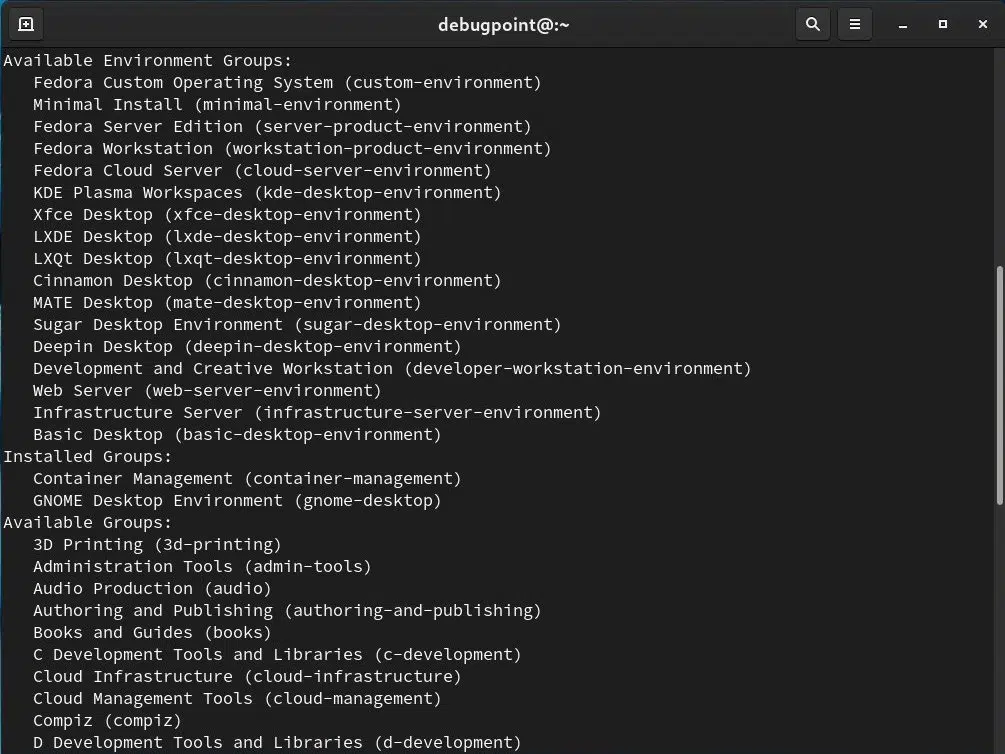 debugpoint@:~
Available Environment Groups:
Fedora Custom Operating System (custom-environment)
Minimal Install (minimal-environment)
Fedora Server Edition (server-product-environment)
Fedora Workstation (workstation-product-environment)
Fedora Cloud Server (cloud-server-environment)
KDE Plasma Workspaces (kde-desktop-environment)
Xfce Desktop (xfce-desktop-environment)
LXDE Desktop (lxde-desktop-environment)
LXQt Desktop (lxqt-desktop-environment)
Cinnamon Desktop (cinnamon-desktop-environment)
MATE Desktop (mate-desktop-environment)
Sugar Desktop Environment (sugar-desktop-environment)
Deepin Desktop (deepin-desktop-environment)
Development and Creative Workstation (developer-workstation-environment)
Web Server (web-server-environment)
Infrastructure Server (infrastructure-server-environment)
Basic Desktop (basic-desktop-environment)
Installed Groups:
Container Management (container-management)
GNOME Desktop Environment (gnome-desktop)
Available Groups:
3D Printing (3d-printing)
Administration Tools (admin-tools)
Audio Production (audio)
Authoring and Publishing (authoring-and-publishing)
Books and Guides (books)
C Development Tools and Libraries (c-development)
Cloud Infrastructure (cloud-infrastructure)
Cloud Management Tools (cloud-management)
Compiz (compiz)
D Development Tools and Libraries (d-development)